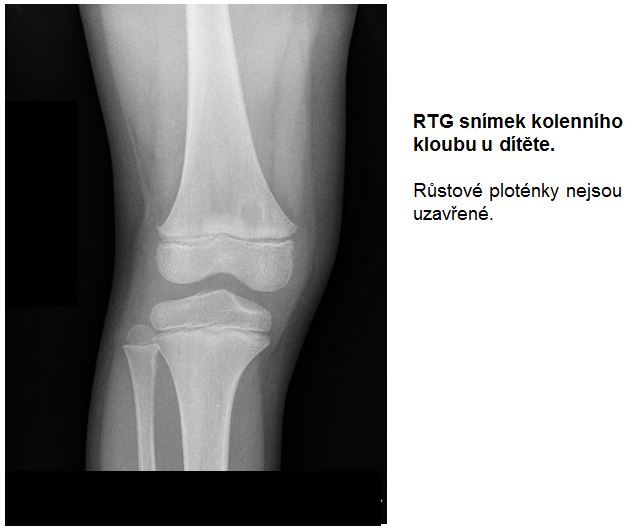 RTG snímek kolenního
kloubu u dítěte.
Růstové ploténky nejsou
uzavřené.